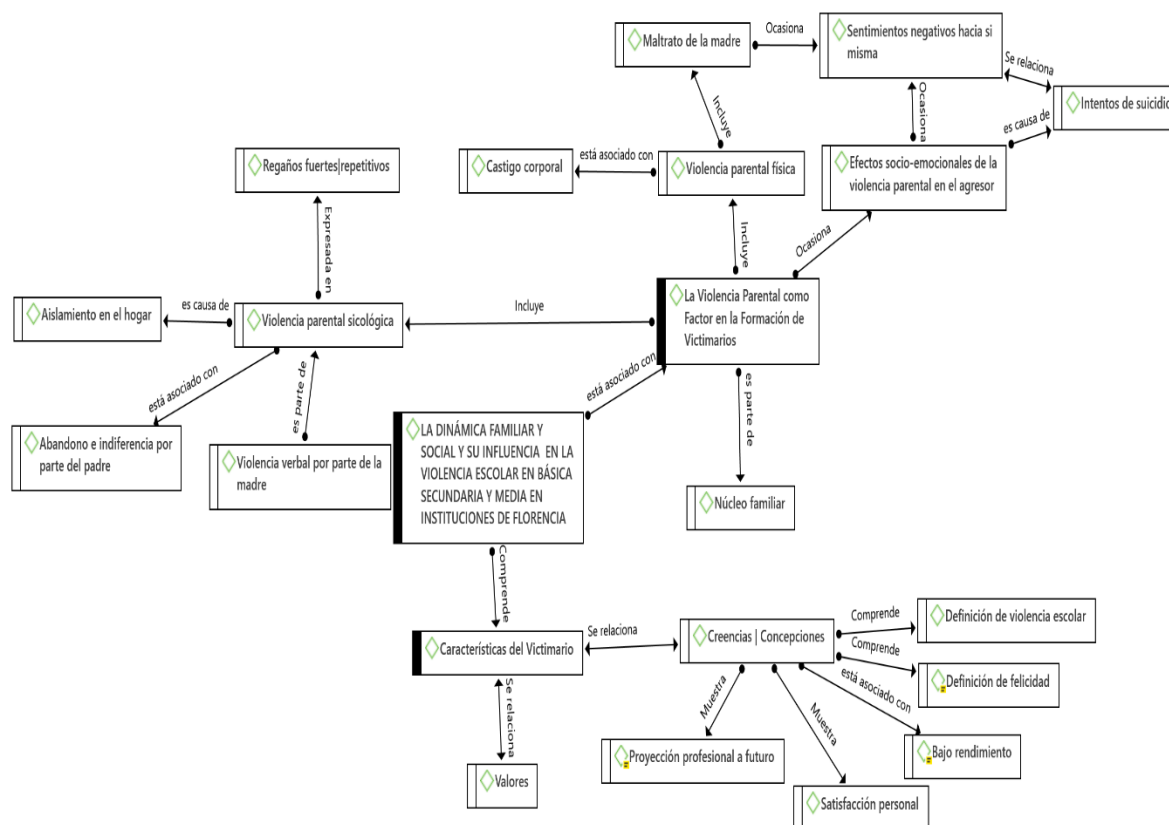 Maltrato de la madre
Ocasiona
Sentimientos negativos hacia si
misma
Se relaciona
Intentos de suicidio
Incluye
Ocasiona
es causa de
Regaños fuertes|repetitivos
Castigo corporal
está asociado con
Violencia parental física
Efectos socio-emocionales de la
violencia parental en el agresor
Expresada en
Incluye
Ocasiona
Aislamiento en el hogar
es causa de
Violencia parental sicológica
Incluye
La Violencia Parental como
Factor en la Formación de
Victimarios
está asociado con
es parte de
está asociado con
es parte de
Abandono e indiferencia por
parte del padre
Violencia verbal por parte de la
madre
LA DINÁMICA FAMILIAR Y
SOCIAL Y SU INFLUENCIA EN LA
VIOLENCIA ESCOLAR EN BÁSICA
SECUNDARIA Y MEDIA EN
INSTITUCIONES DE FLORENCIA
Núcleo familiar
Comprende
Características del Victimario
Se relaciona
Creencias | Concepciones
Comprende
Definición de violencia escolar
Comprende
Definición de felicidad
está asociado con
Bajo rendimiento
Se relaciona
Muestra
Muestra
Proyección profesional a futuro
Valores
Satisfacción personal